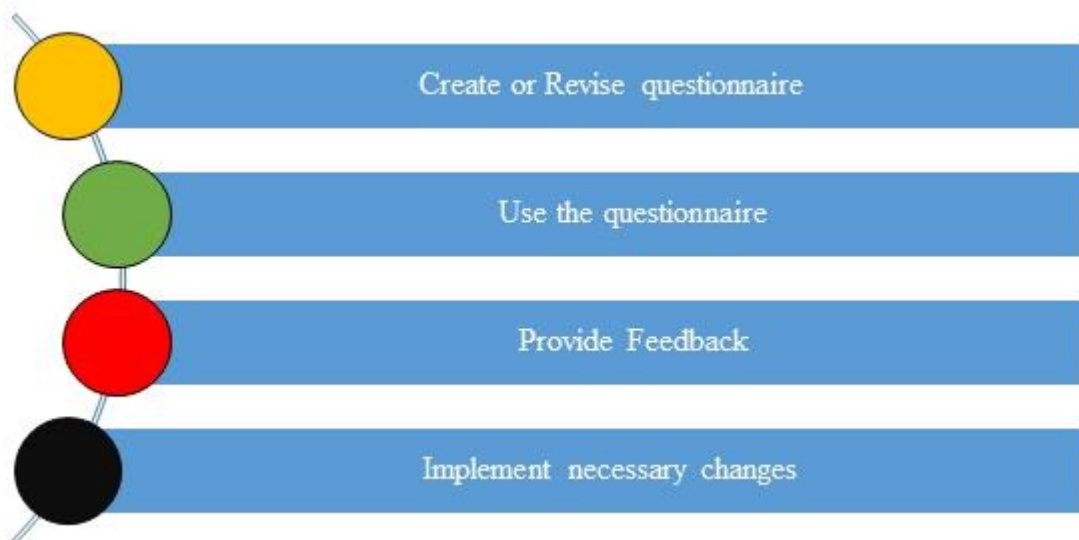 Create or Revise questionnaire
Use the questionnaire
Provide Feedback
Implement necessary changes